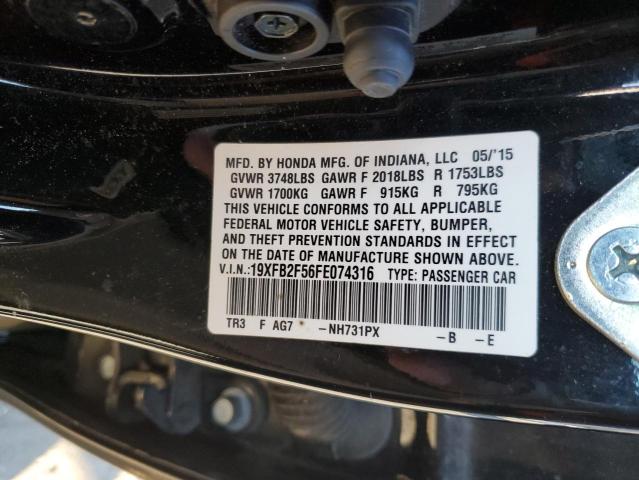 MFD. BY HONDA MFG. OF INDIANA, LLC 05/'15
GVWR 3748LBS GAWR F 2018LBS R 1753LBS
GVWR 1700KG GAWR F 915KG R 795KG
THIS VEHICLE CONFORMS TO ALL APPLICABLE
FEDERAL MOTOR VEHICLE SAFETY, BUMPER,
AND THEFT PREVENTION STANDARDS IN EFFECT
ON THE DATE OF MANUFACTURE SHOWN ABOVE.
V.I.N.:19XFB2F56FE074316 TYPE: PASSENGER CAR
TR3 F AG7 -NH731PX -B -E